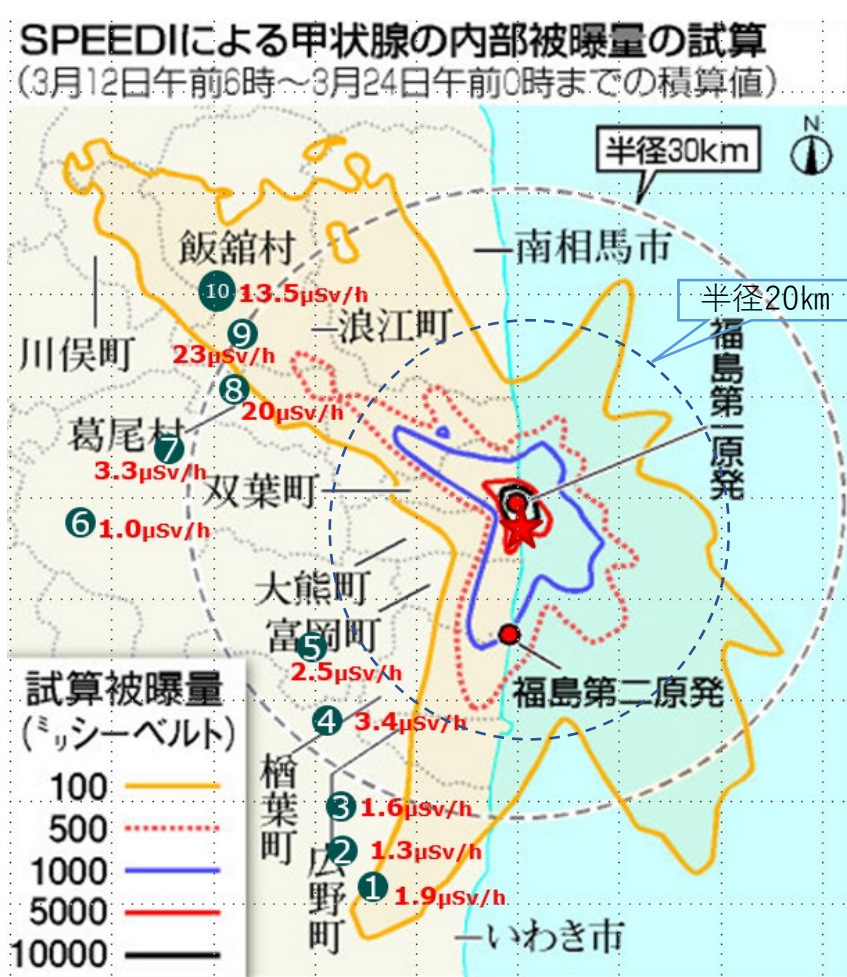 SPEEDIによる甲状腺の内部被曝量の試算
(3月12日午前6時～3月24日午前0時までの積算値)
N
半径30km
飯舘村
南相馬市
半径20km
10 13.5μSv/h
川俣町
9
浪江町
23μSv/h
8
20μSv/h
福島第一原発
葛尾村
7
3.3μSv/h
双葉町
6 1.0μSv/h
大熊町
富岡町
5
2.5μSv/h
福島第二原発
4 3.4μSv/h
楢葉町
3 1.6μSv/h
2 1.3μSv/h
広野町
1 1.9μSv/h
いわき市
試算被曝量
(ミリシーベルト)
100
500
1000
5000
10000